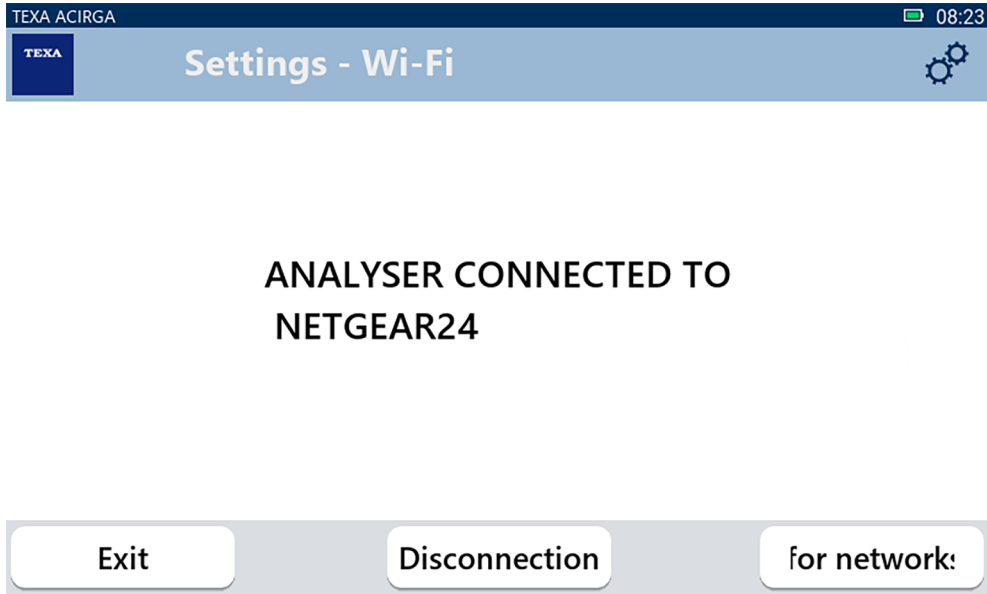 TEXA ACIRGA
08:23
TEXA
Settings - Wi-Fi
ANALYSER CONNECTED TO
NETGEAR24
Exit
Disconnection
for networks